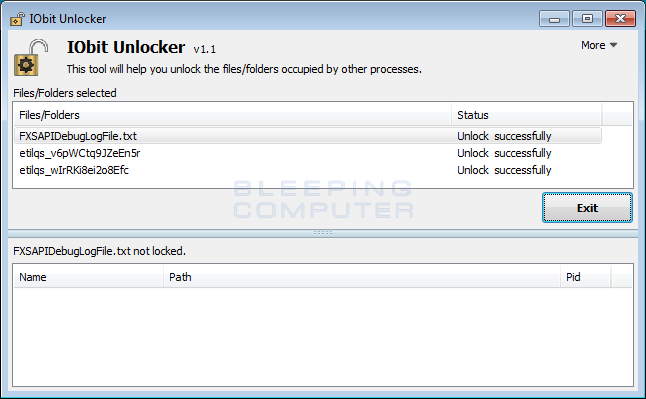 IObit Unlocker
IObit Unlocker v1.1
More
This tool will help you unlock the files/folders occupied by other processes.
Files/Folders selected
Files/Folders Status
FXSAPIDebugLogFile.txt Unlock successfully
etilqs_v6pWCtq9JZeEn5r Unlock successfully
etilqs_wIrRKi8ei2o8Efc Unlock successfully
BLEEPING
COMPUTER
Exit
FXSAPIDebugLogFile.txt not locked.
Name Path Pid